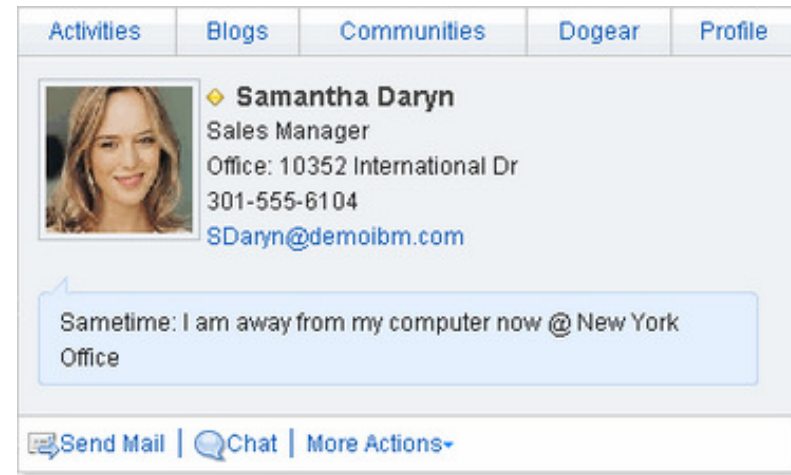 Activities Blogs Communities Dogear Profile
Samantha Daryn
Sales Manager
Office: 10352 International Dr
301-555-6104
SDaryn@demoibm.com
Sametime: I am away from my computer now @ New York
Office
Send Mail | Chat | More Actions